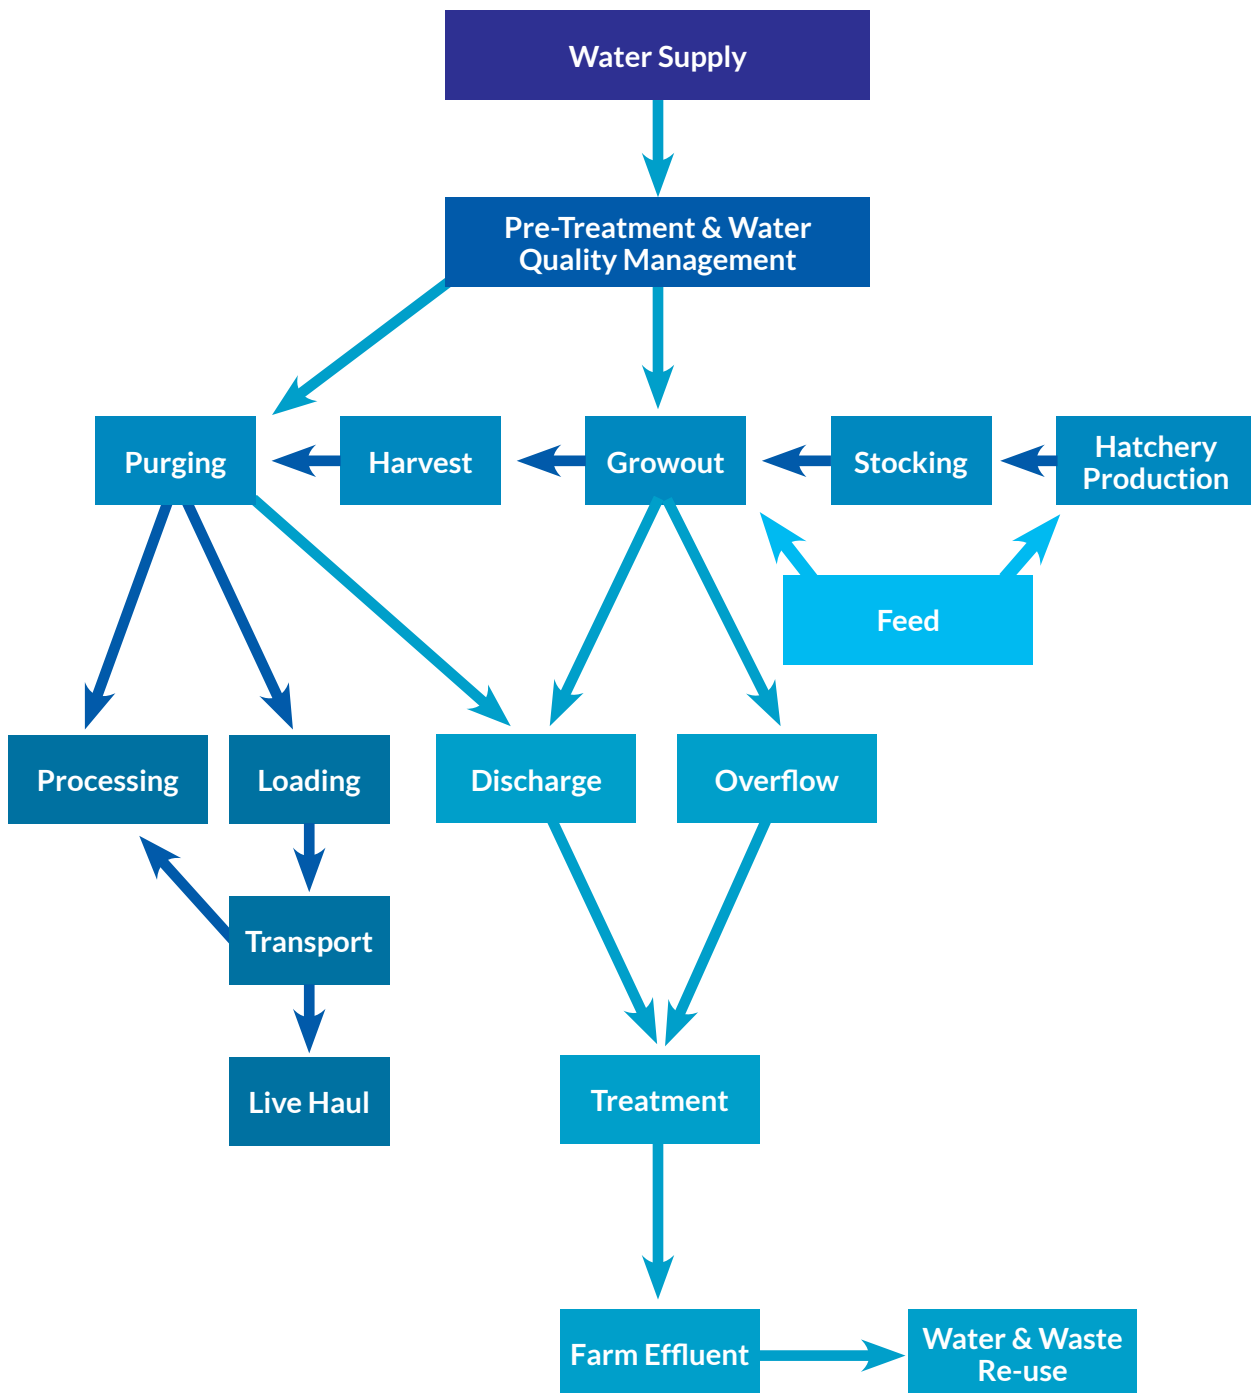 Water Supply
Pre-Treatment & Water
Quality Management
Purging
Harvest
Growout
Stocking
Hatchery
Production
Feed
Processing
Loading
Discharge
Overflow
Transport
Live Haul
Treatment
Farm Effluent
Water & Waste
Re-use